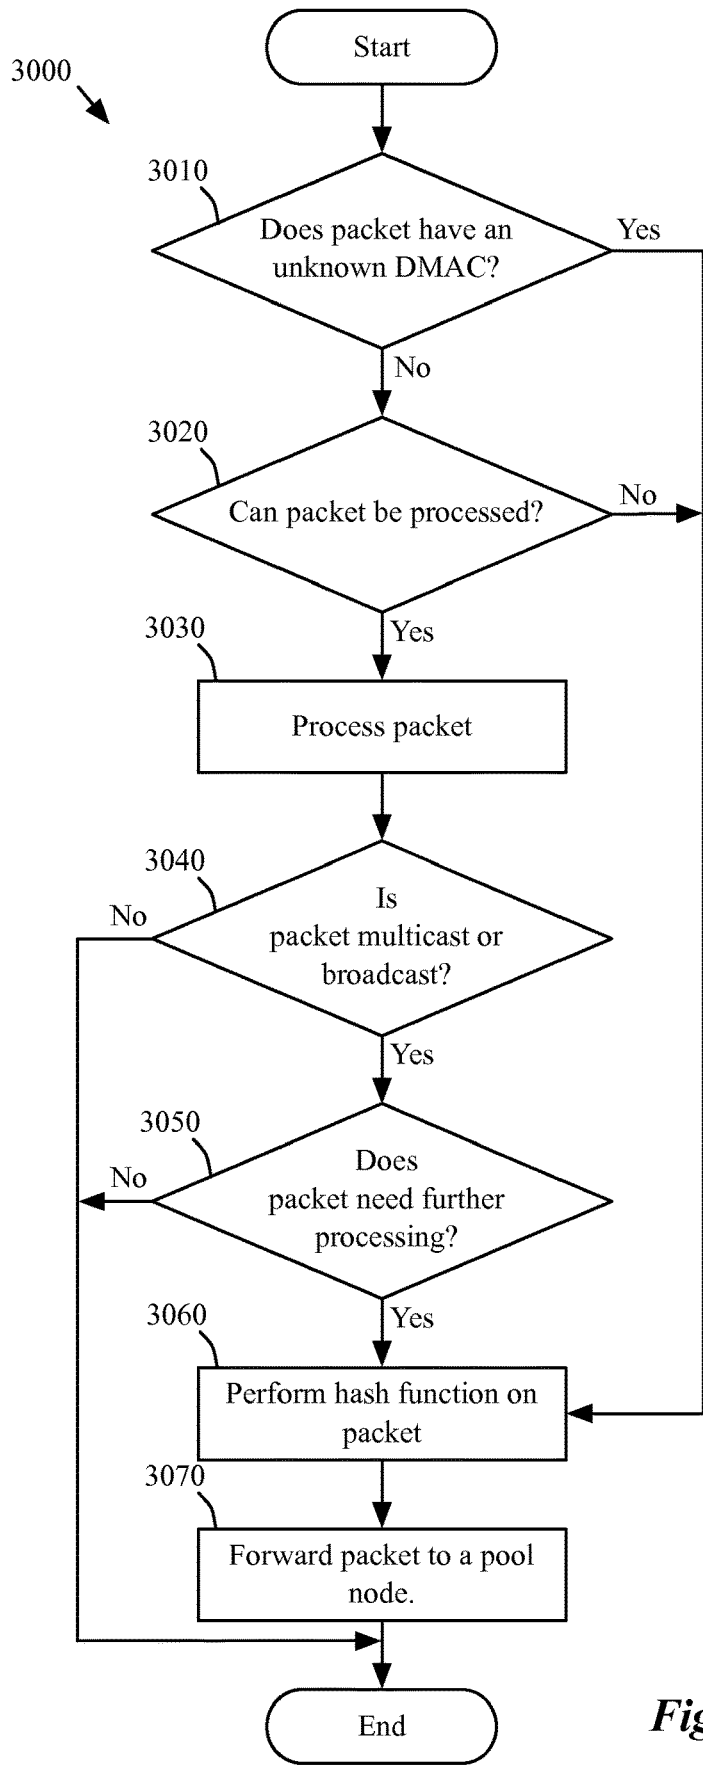 Start
3000
3010
Does packet have an
unknown DMAC?
Yes
No
3020
Can packet be processed?
No
Yes
3030
Process packet
3040
Is
packet multicast or
broadcast?
No
Yes
3050
Does
packet need further
processing?
No
Yes
3060
Perform hash function on
packet
3070
Forward packet to a pool
node.
End
Fig